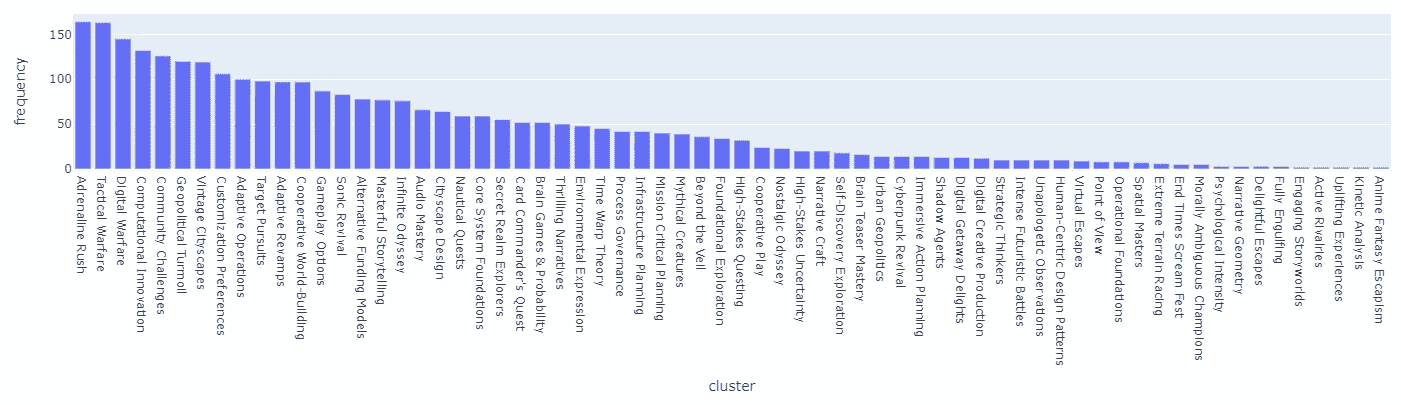 150
100
50
0
frequency
Adrenaline Rush
Tactical Warfare
Digital Warfare
Computational Innovation
Community Challenges
Geopolitical Turmoil
Vintage Cityscapes
Customization Preferences
Adaptive Operations
Target Pursuits
Adaptive Revamps
Cooperative World-Building
Gameplay Options
Sonic Revival
Alternative Funding Models
Masterful Storytelling
Infinite Odyssey
Audio Mastery
Cityscape Design
Nautical Quests
Core System Foundations
Secret Realm Explorers
Card Commander's Quest
Brain Games & Probability
Thrilling Narratives
Environmental Expression
Time Warp Theory
Process Governance
Infrastructure Planning
Mission Critical Planning
Mythical Creatures
Beyond the Veil
Foundational Exploration
High-Stakes Questing
Cooperative Play
Nostalgic Odyssey
High-Stakes Uncertainty
Narrative Craft
Self-Discovery Exploration
Brain Teaser Mastery
Urban Geopolitics
Cyberpunk Revival
Immersive Action Planning
Shadow Agents
Digital Getaway Delights
Digital Creative Production
Strategic Thinkers
Intense Futuristic Battles
Unapologetic Observations
Human-Centric Design Patterns
Virtual Escapes
Point of View
Operational Foundations
Spatial Masters
Extreme Terrain Racing
End Times Scream Fest
Morally Ambiguous Champions
Psychological Intensity
Narrative Geometry
Delightful Escapes
Fully Engulfing
Engaging Storyworlds
Active Rivalries
Uplifting Experiences
Kinetic Analysis
Anime Fantasy Escapism
cluster